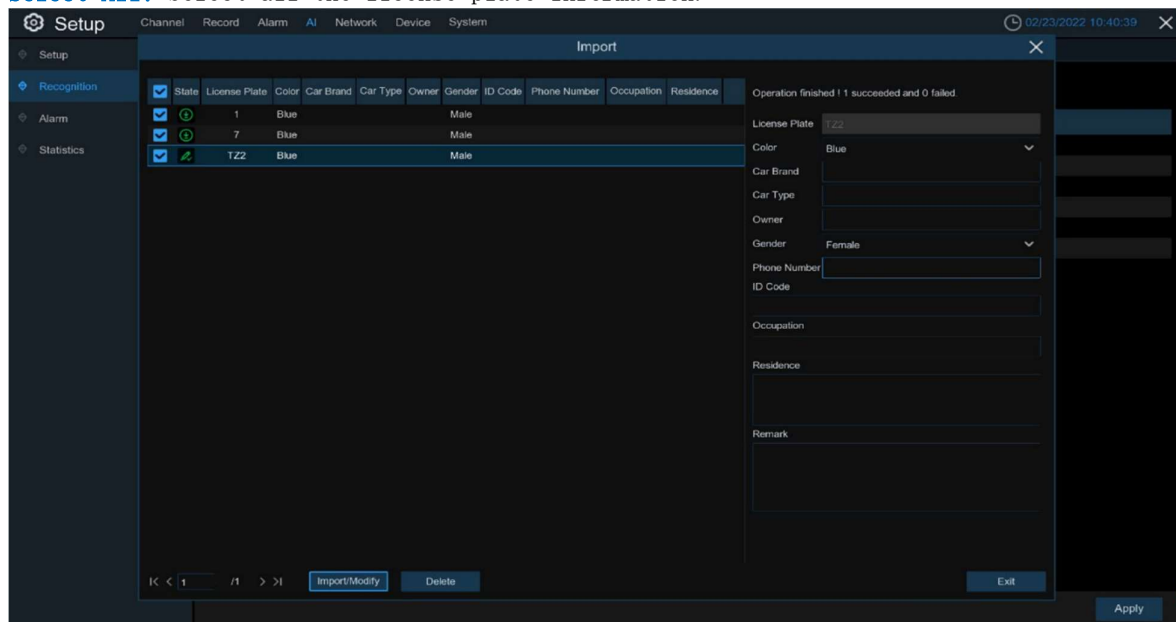 Setup Channel Record Alarm AI Network Device System 02/23/2022 10:40:39
Import
Setup
Recognition
Alarm
Statistics
State License Plate Color Car Brand Car Type Owner Gender ID Code Phone Number Occupation Residence
1 Blue Male
7 Blue Male
TZ2 Blue Male
Operation finished ! 1 succeeded and 0 failed.
License Plate TZ2
Color Blue
Car Brand
Car Type
Owner
Gender Female
Phone Number
ID Code
Occupation
Residence
Remark
1 /1 Import/Modify Delete Exit
Apply